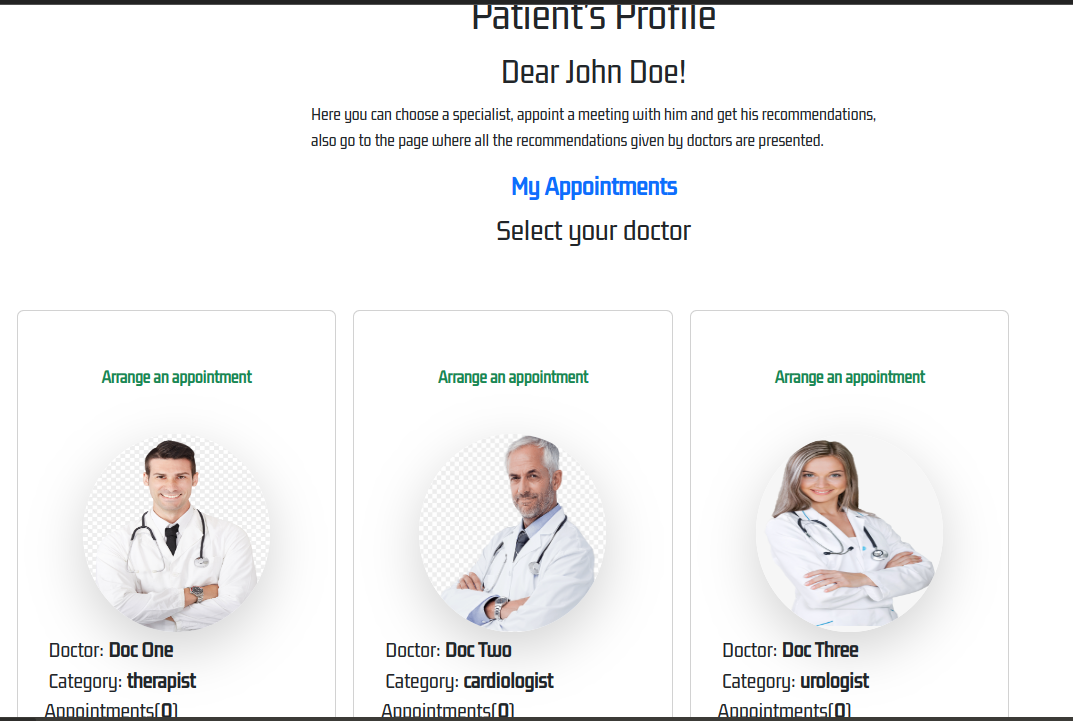 Patient's Profile
Dear John Doe!
Here you can choose a specialist, appoint a meeting with him and get his recommendations,
also go to the page where all the recommendations given by doctors are presented.
My Appointments
Select your doctor
Arrange an appointment
Doctor: Doc One
Category: therapist
Appointments(0)
Arrange an appointment
Doctor: Doc Two
Category: cardiologist
Appointments(0)
Arrange an appointment
Doctor: Doc Three
Category: urologist
Appointments(0)